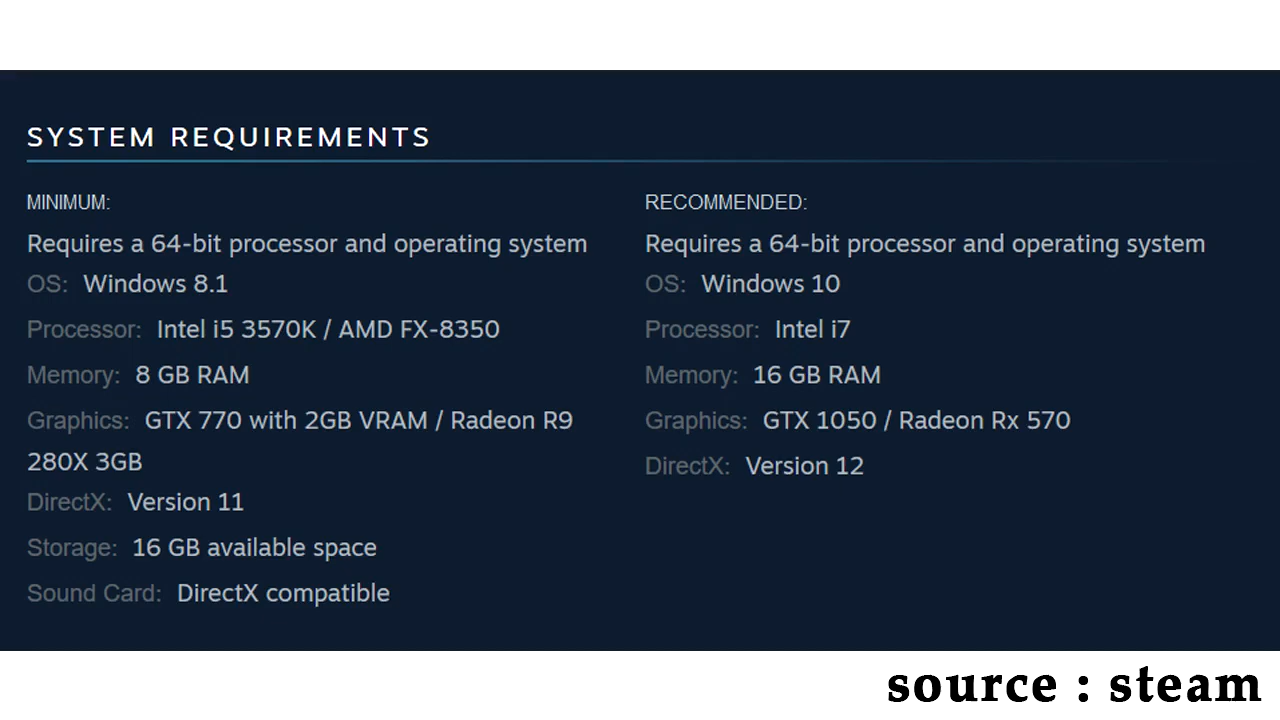 SYSTEM REQUIREMENTS
MINIMUM:
Requires a 64-bit processor and operating system
OS: Windows 8.1
Processor: Intel i5 3570K / AMD FX-8350
Memory: 8 GB RAM
Graphics: GTX 770 with 2GB VRAM / Radeon R9
280X 3GB
DirectX: Version 11
Storage: 16 GB available space
Sound Card: DirectX compatible
RECOMMENDED:
Requires a 64-bit processor and operating system
OS: Windows 10
Processor: Intel i7
Memory: 16 GB RAM
Graphics: GTX 1050 / Radeon Rx 570
DirectX: Version 12
source : steam